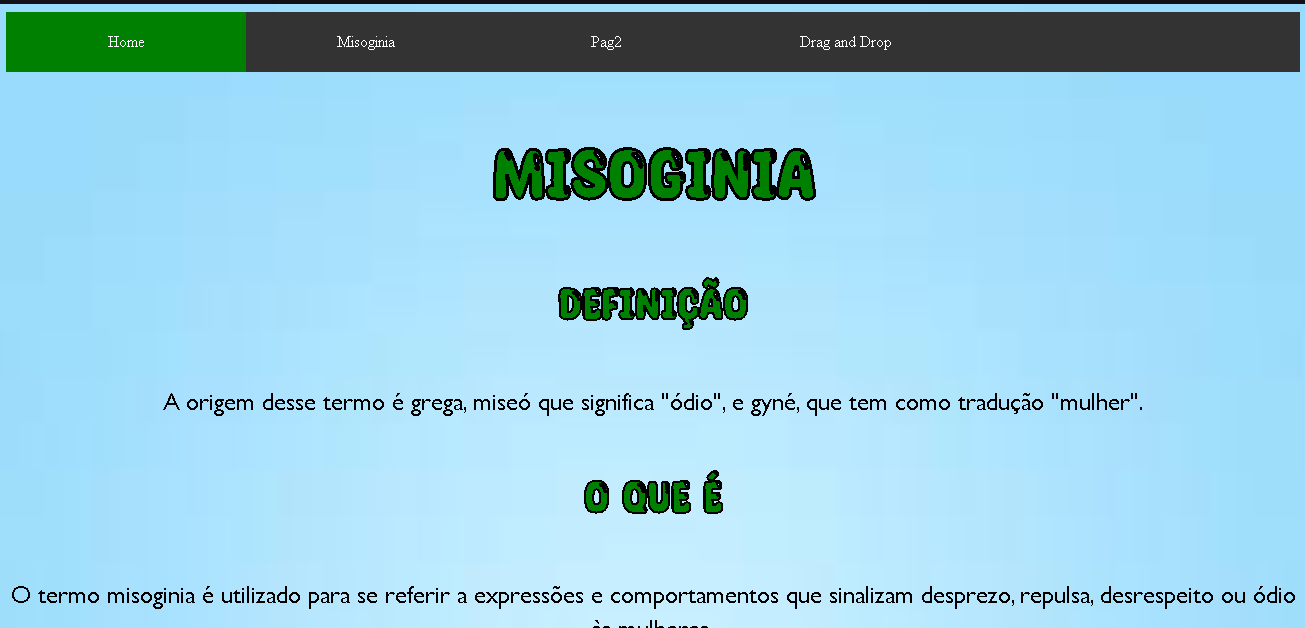 Home Misoginia Pag2 Drag and Drop
MISOGINIA
DEFINIÇÃO
A origem desse termo é grega, miseó que significa "ódio", e gyné, que tem como tradução "mulher".
O QUE É
O termo misoginia é utilizado para se referir a expressões e comportamentos que sinalizam desprezo, repulsa, desrespeito ou ódio
às mulheres